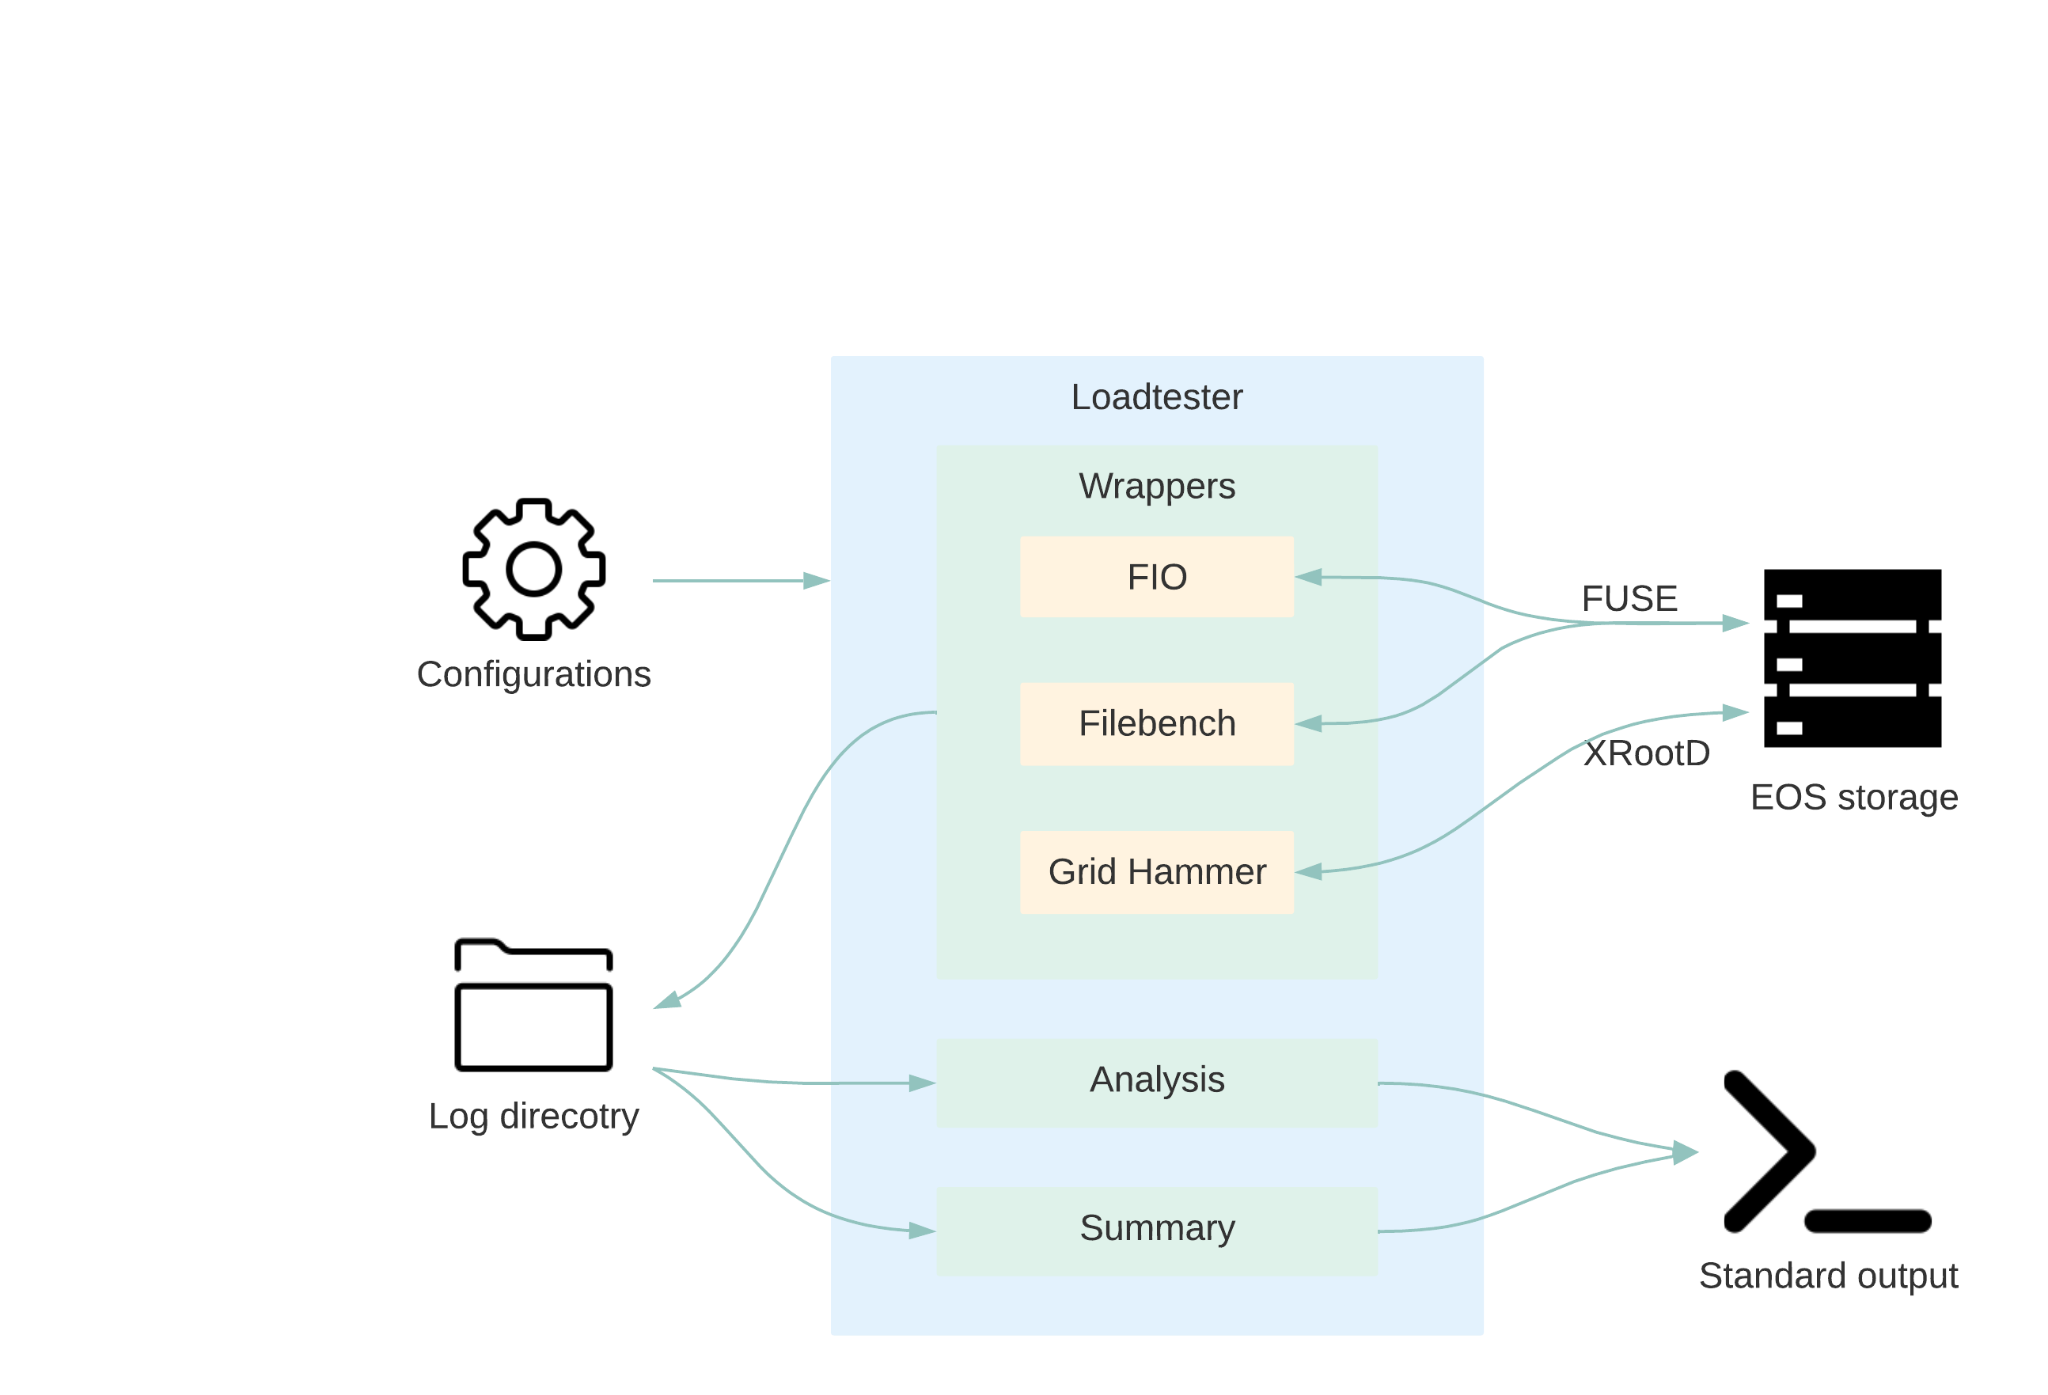 Loadtester
Wrappers
FIO
FUSE
Configurations
Filebench
XRootD
EOS storage
Grid Hammer
Analysis
Log direcotry
Summary
Standard output